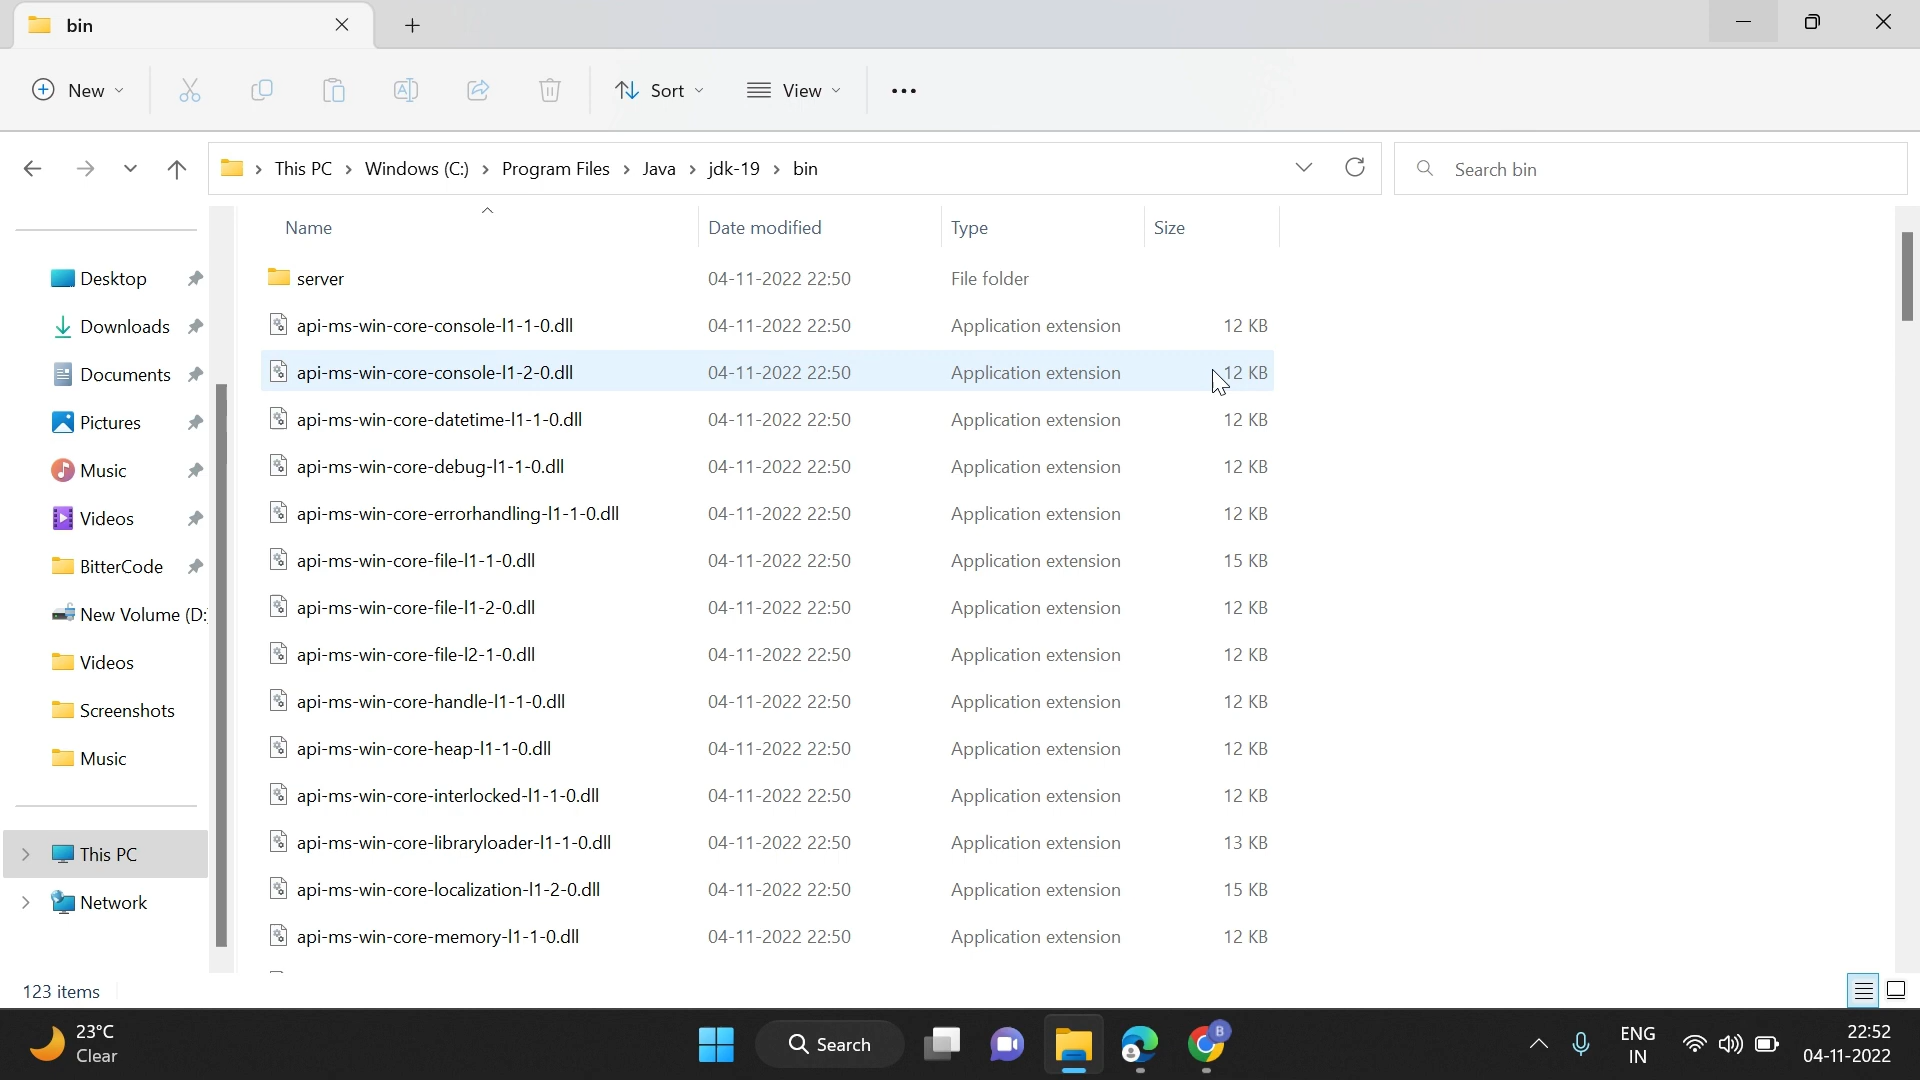 bin
New
Sort
View
This PC
Windows (C:)
Program Files
Java
jdk-19
bin
Search bin
Name
Date modified
Type
Size
Desktop
Downloads
Documents
Pictures
Music
Videos
BitterCode
New Volume (D:
Videos
Screenshots
Music
This PC
Network
server 04-11-2022 22:50 File folder
api-ms-win-core-console-l1-1-0.dll 04-11-2022 22:50 Application extension 12 KB
api-ms-win-core-console-l1-2-0.dll 04-11-2022 22:50 Application extension 12 KB
api-ms-win-core-datetime-l1-1-0.dll 04-11-2022 22:50 Application extension 12 KB
api-ms-win-core-debug-l1-1-0.dll 04-11-2022 22:50 Application extension 12 KB
api-ms-win-core-errorhandling-l1-1-0.dll 04-11-2022 22:50 Application extension 12 KB
api-ms-win-core-file-l1-1-0.dll 04-11-2022 22:50 Application extension 15 KB
api-ms-win-core-file-l1-2-0.dll 04-11-2022 22:50 Application extension 12 KB
api-ms-win-core-file-l2-1-0.dll 04-11-2022 22:50 Application extension 12 KB
api-ms-win-core-handle-l1-1-0.dll 04-11-2022 22:50 Application extension 12 KB
api-ms-win-core-heap-l1-1-0.dll 04-11-2022 22:50 Application extension 12 KB
api-ms-win-core-interlocked-l1-1-0.dll 04-11-2022 22:50 Application extension 12 KB
api-ms-win-core-libraryloader-l1-1-0.dll 04-11-2022 22:50 Application extension 13 KB
api-ms-win-core-localization-l1-2-0.dll 04-11-2022 22:50 Application extension 15 KB
api-ms-win-core-memory-l1-1-0.dll 04-11-2022 22:50 Application extension 12 KB
123 items
23°C
Clear
Search
B
ENG
IN
22:52
04-11-2022